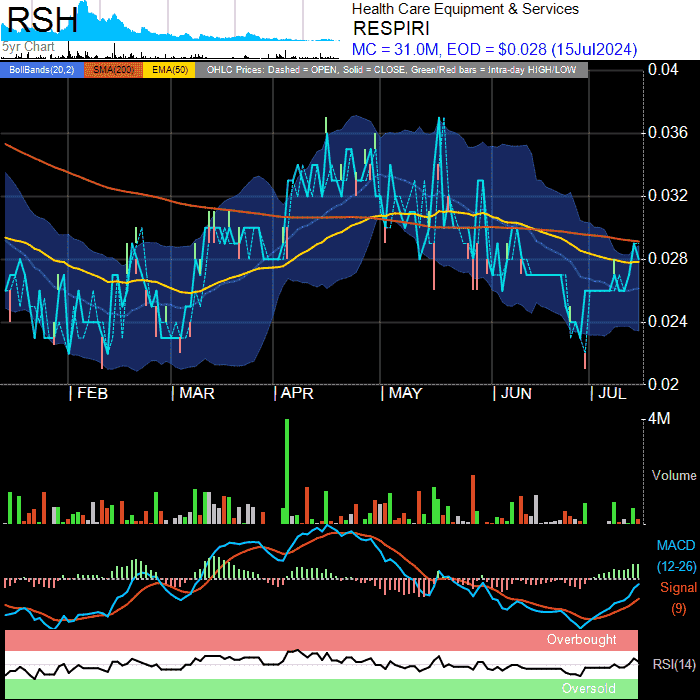 RSH
5yr Chart
Health Care Equipment & Services
RESPIRI
MC = 31.0M, EOD = $0.028 (15Jul2024)
BollBands(20,2) SMA(200) EMA(50) OHLC Prices: Dashed = OPEN, Solid = CLOSE, Green/Red bars = Intra-day HIGH/LOW
0.04
0.036
0.032
0.028
0.024
0.02
FEB MAR APR MAY JUN JUL
4M
Volume
MACD
(12-26)
Signal
(9)
Overbought
RSI(14)
Oversold